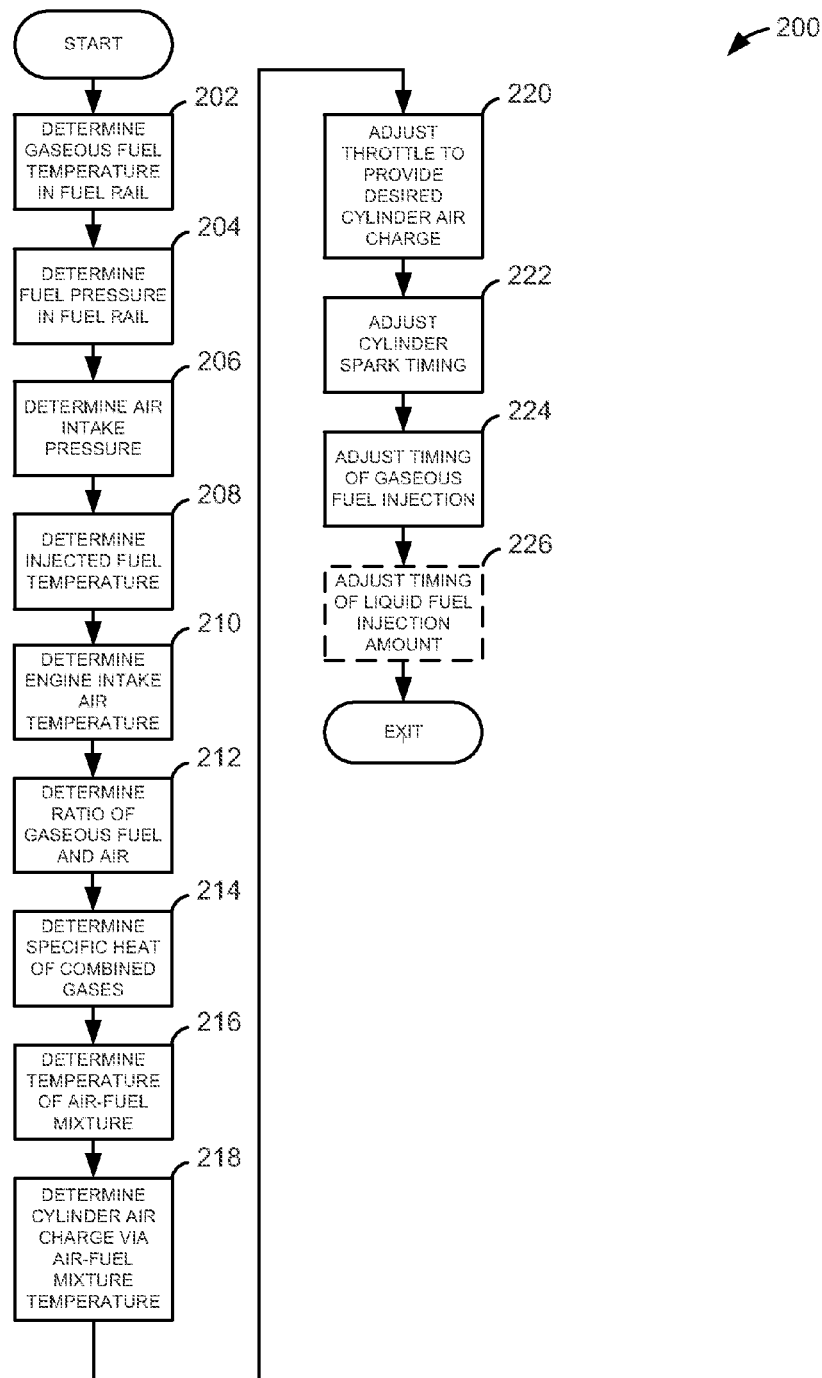 START
200
202
DETERMINE
GASEOUS FUEL
TEMPERATURE
IN FUEL RAIL
204
DETERMINE
FUEL PRESSURE
IN FUEL RAIL
206
DETERMINE AIR
INTAKE
PRESSURE
208
DETERMINE
INJECTED FUEL
TEMPERATURE
210
DETERMINE
ENGINE INTAKE
AIR
TEMPERATURE
212
DETERMINE
RATIO OF
GASEOUS FUEL
AND AIR
214
DETERMINE
SPECIFIC HEAT
OF COMBINED
GASES
216
DETERMINE
TEMPERATURE
OF AIR-FUEL
MIXTURE
218
DETERMINE
CYLINDER AIR
CHARGE VIA
AIR-FUEL
MIXTURE
TEMPERATURE
220
ADJUST
THROTTLE TO
PROVIDE
DESIRED
CYLINDER AIR
CHARGE
222
ADJUST
CYLINDER
SPARK TIMING
224
ADJUST TIMING
OF GASEOUS
FUEL INJECTION
226
ADJUST TIMING
OF LIQUID FUEL
INJECTION
AMOUNT
EXIT